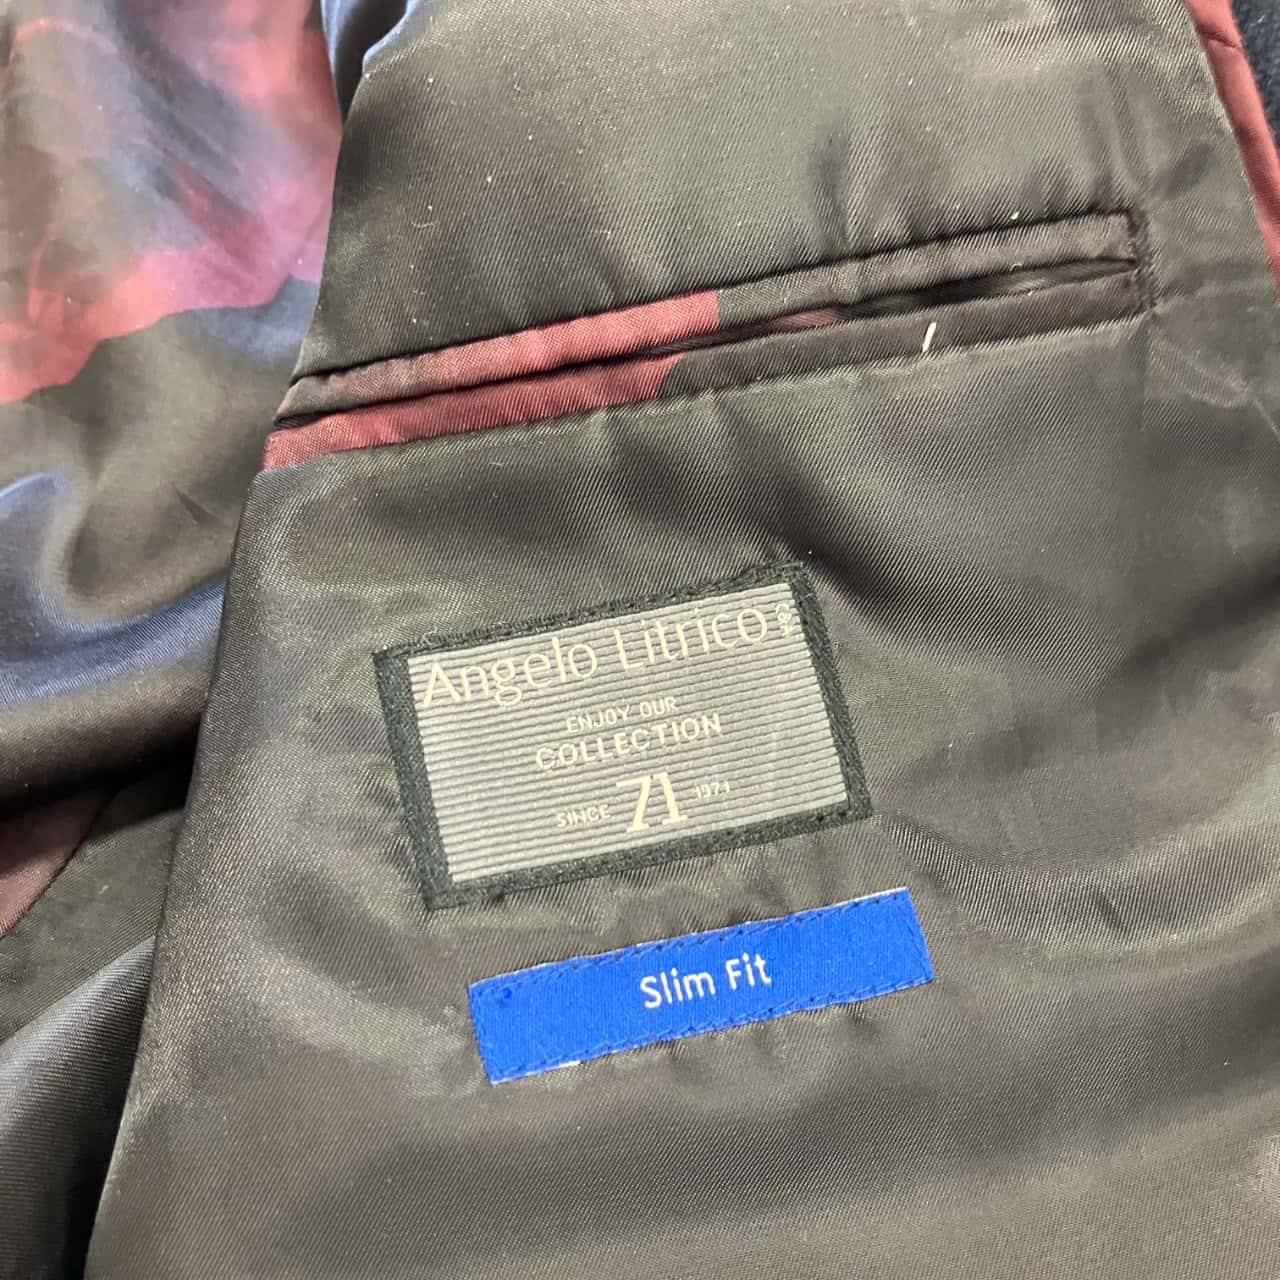 Angelo Litrico
ENJOY OUR
COLLECTION
SINCE 71 1971
Slim Fit